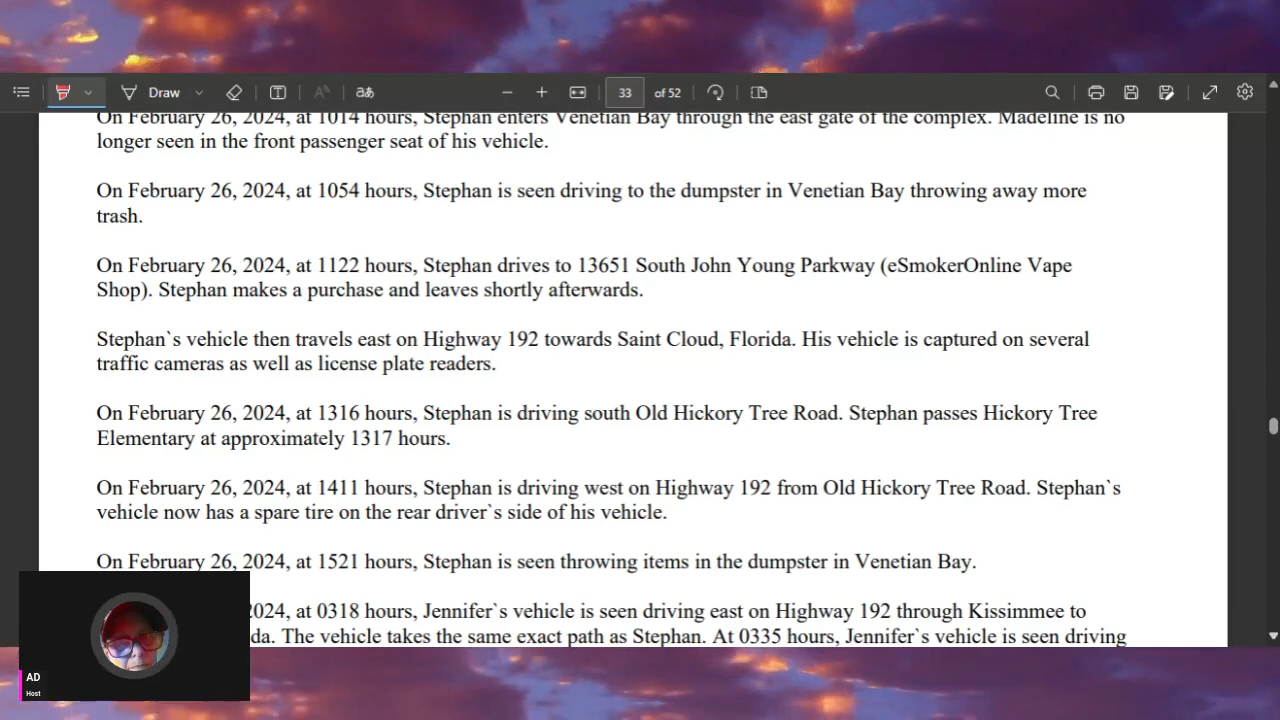 Draw
aあ
33 of 52
On February 26, 2024, at 1014 hours, Stephan enters Venetian Bay through the east gate of the complex. Madeline is no
longer seen in the front passenger seat of his vehicle.
On February 26, 2024, at 1054 hours, Stephan is seen driving to the dumpster in Venetian Bay throwing away more
trash.
On February 26, 2024, at 1122 hours, Stephan drives to 13651 South John Young Parkway (eSmokerOnline Vape
Shop). Stephan makes a purchase and leaves shortly afterwards.
Stephan`s vehicle then travels east on Highway 192 towards Saint Cloud, Florida. His vehicle is captured on several
traffic cameras as well as license plate readers.
On February 26, 2024, at 1316 hours, Stephan is driving south Old Hickory Tree Road. Stephan passes Hickory Tree
Elementary at approximately 1317 hours.
On February 26, 2024, at 1411 hours, Stephan is driving west on Highway 192 from Old Hickory Tree Road. Stephan`s
vehicle now has a spare tire on the rear driver`s side of his vehicle.
On February 26, 2024, at 1521 hours, Stephan is seen throwing items in the dumpster in Venetian Bay.
024, at 0318 hours, Jennifer`s vehicle is seen driving east on Highway 192 through Kissimmee to
da. The vehicle takes the same exact path as Stephan. At 0335 hours, Jennifer`s vehicle is seen driving
AD
Host